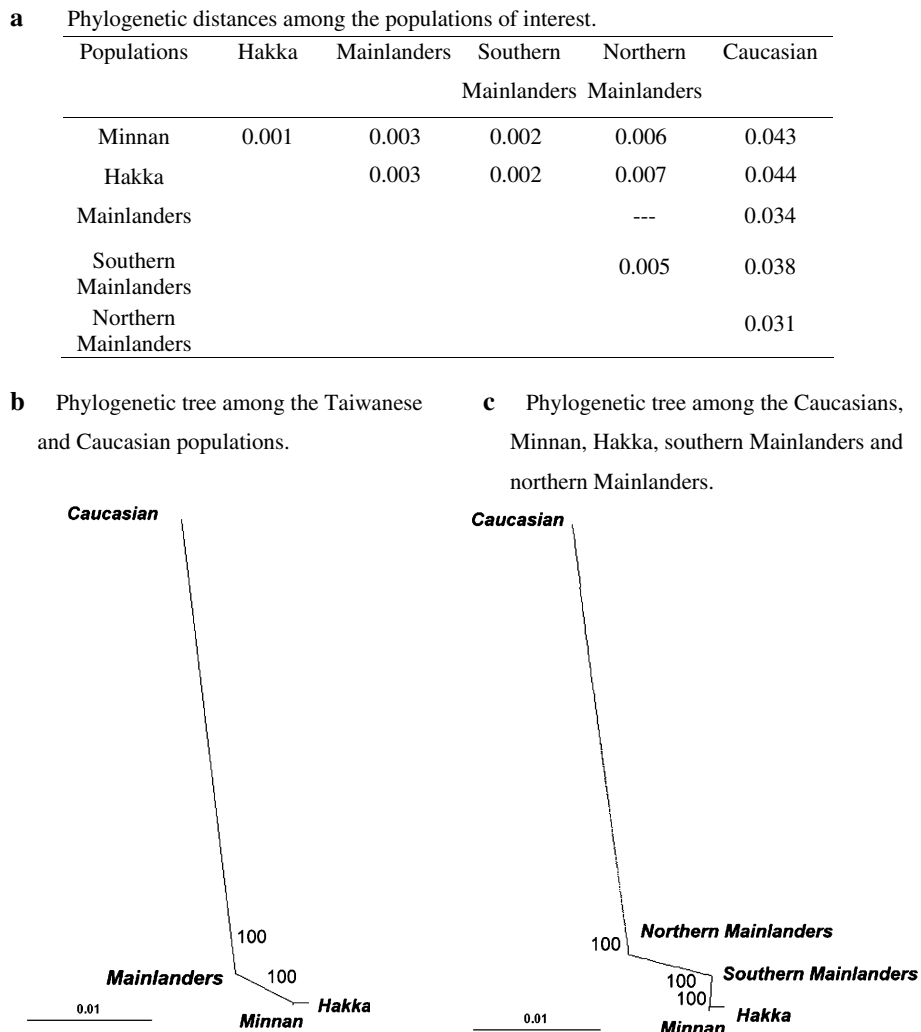 a Phylogenetic distances among the populations of interest.
Populations Hakka Mainlanders Southern Northern Caucasian
Mainlanders Mainlanders
Minnan 0.001 0.003 0.002 0.006 0.043
Hakka 0.003 0.002 0.007 0.044
Mainlanders --- 0.034
Southern
Mainlanders 0.005 0.038
Northern
Mainlanders 0.031
b Phylogenetic tree among the Taiwanese
and Caucasian populations.
Caucasian
100
Mainlanders 100
Hakka
Minnan
0.01
c Phylogenetic tree among the Caucasians,
Minnan, Hakka, southern Mainlanders and
northern Mainlanders.
Caucasian
Northern Mainlanders
100
Southern Mainlanders
100
100
Hakka
Minnan
0.01